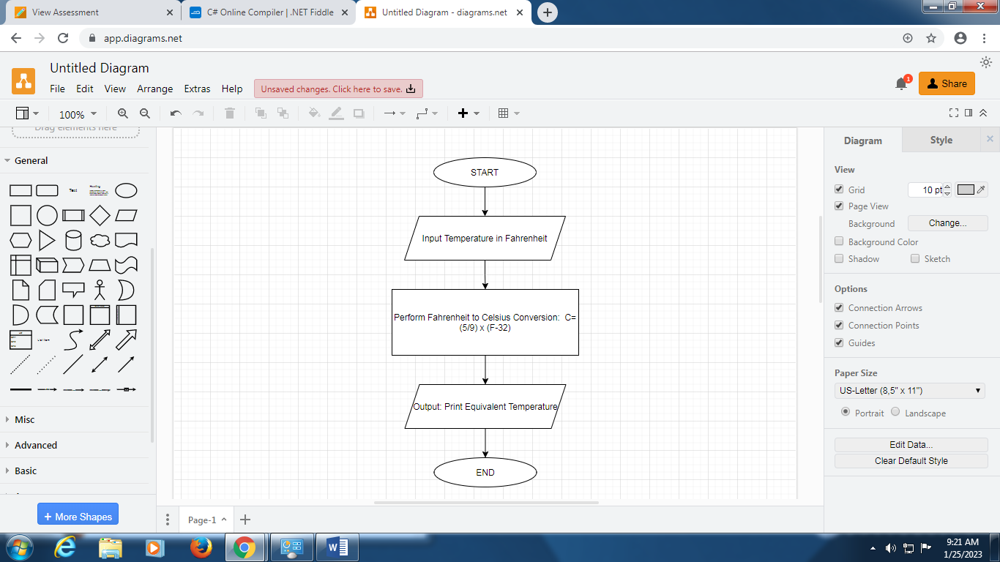 View Assessment
C# Online Compiler | .NET Fiddle
Untitled Diagram - diagrams.net
app.diagrams.net
Untitled Diagram
File Edit View Arrange Extras Help
Unsaved changes. Click here to save.
1
Share
100%
Drag elements here
General
Text
Heading
List Item
Misc
Advanced
Basic
+ More Shapes
START
Input Temperature in Fahrenheit
Perform Fahrenheit to Celsius Conversion:  C=
(5/9) x (F-32)
Output: Print Equivalent Temperature
END
Page-1
Diagram
Style
View
Grid
10 pt
Page View
Background
Change...
Background Color
Shadow
Sketch
Options
Connection Arrows
Connection Points
Guides
Paper Size
US-Letter (8,5" x 11")
Portrait
Landscape
Edit Data...
Clear Default Style
9:21 AM
1/25/2023